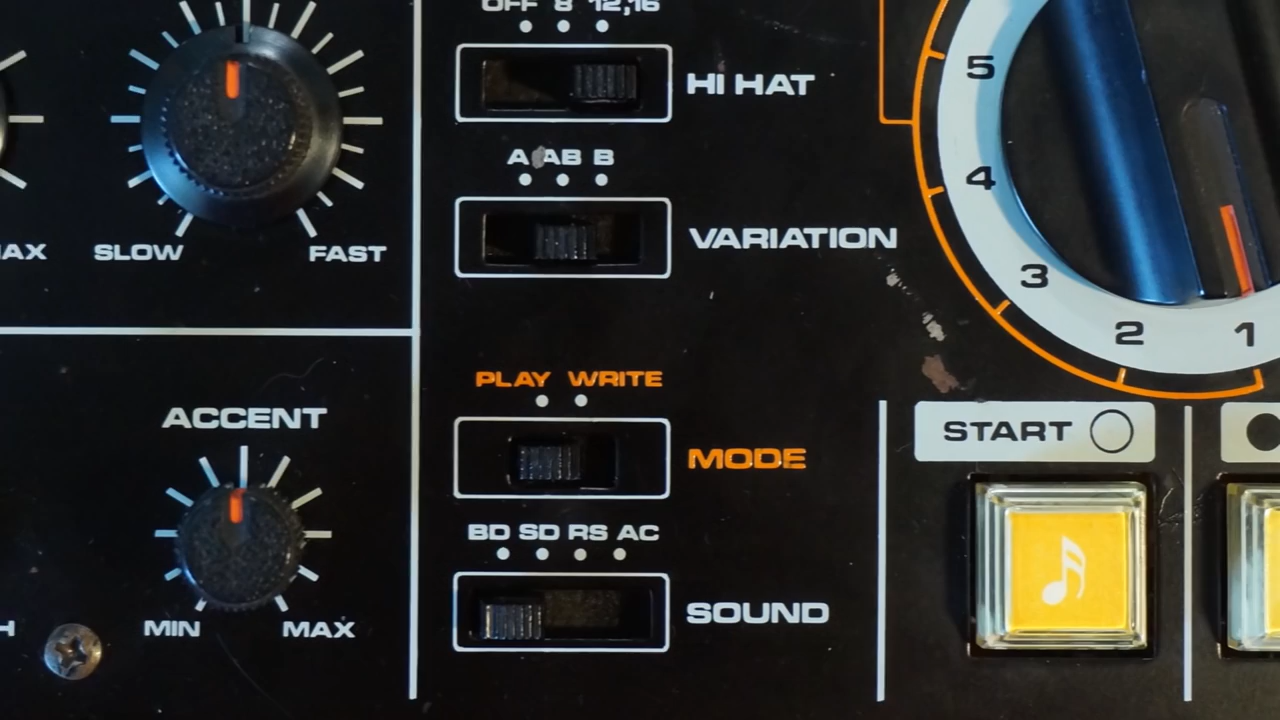 OFF 8 12,16
HI HAT
A AB B
VARIATION
SLOW FAST
PLAY WRITE
MODE
ACCENT
BD SD RS AC
SOUND
MIN MAX
5
4
3
2
1
START